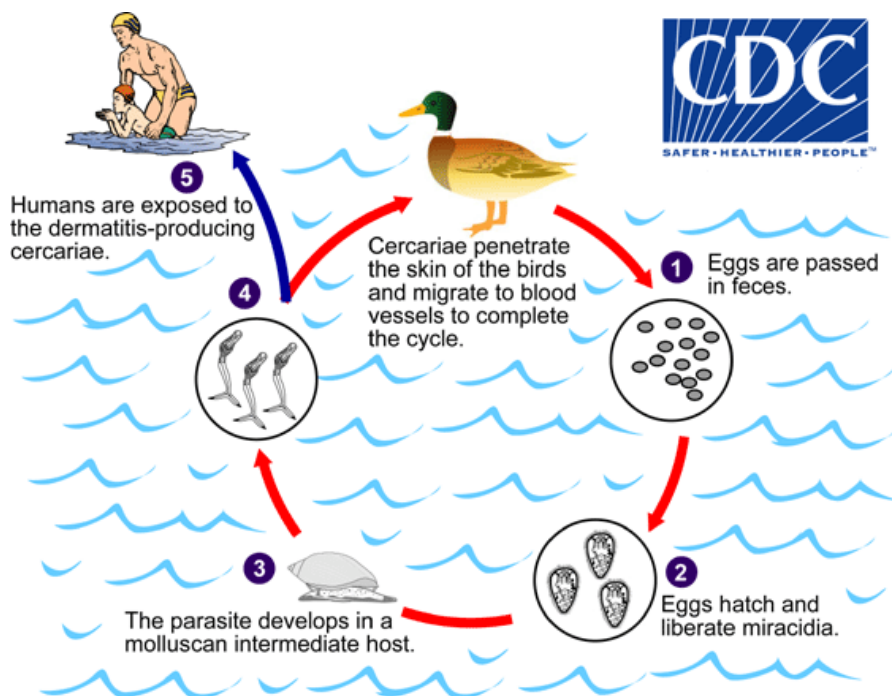 CDC
SAFER•HEALTHIER•PEOPLE™
5
Humans are exposed to
the dermatitis-producing
cercariae.
4
Cercariae penetrate
the skin of the birds
and migrate to blood
vessels to complete
the cycle.
1
Eggs are passed
in feces.
2
Eggs hatch and
liberate miracidia.
3
The parasite develops in a
molluscan intermediate host.